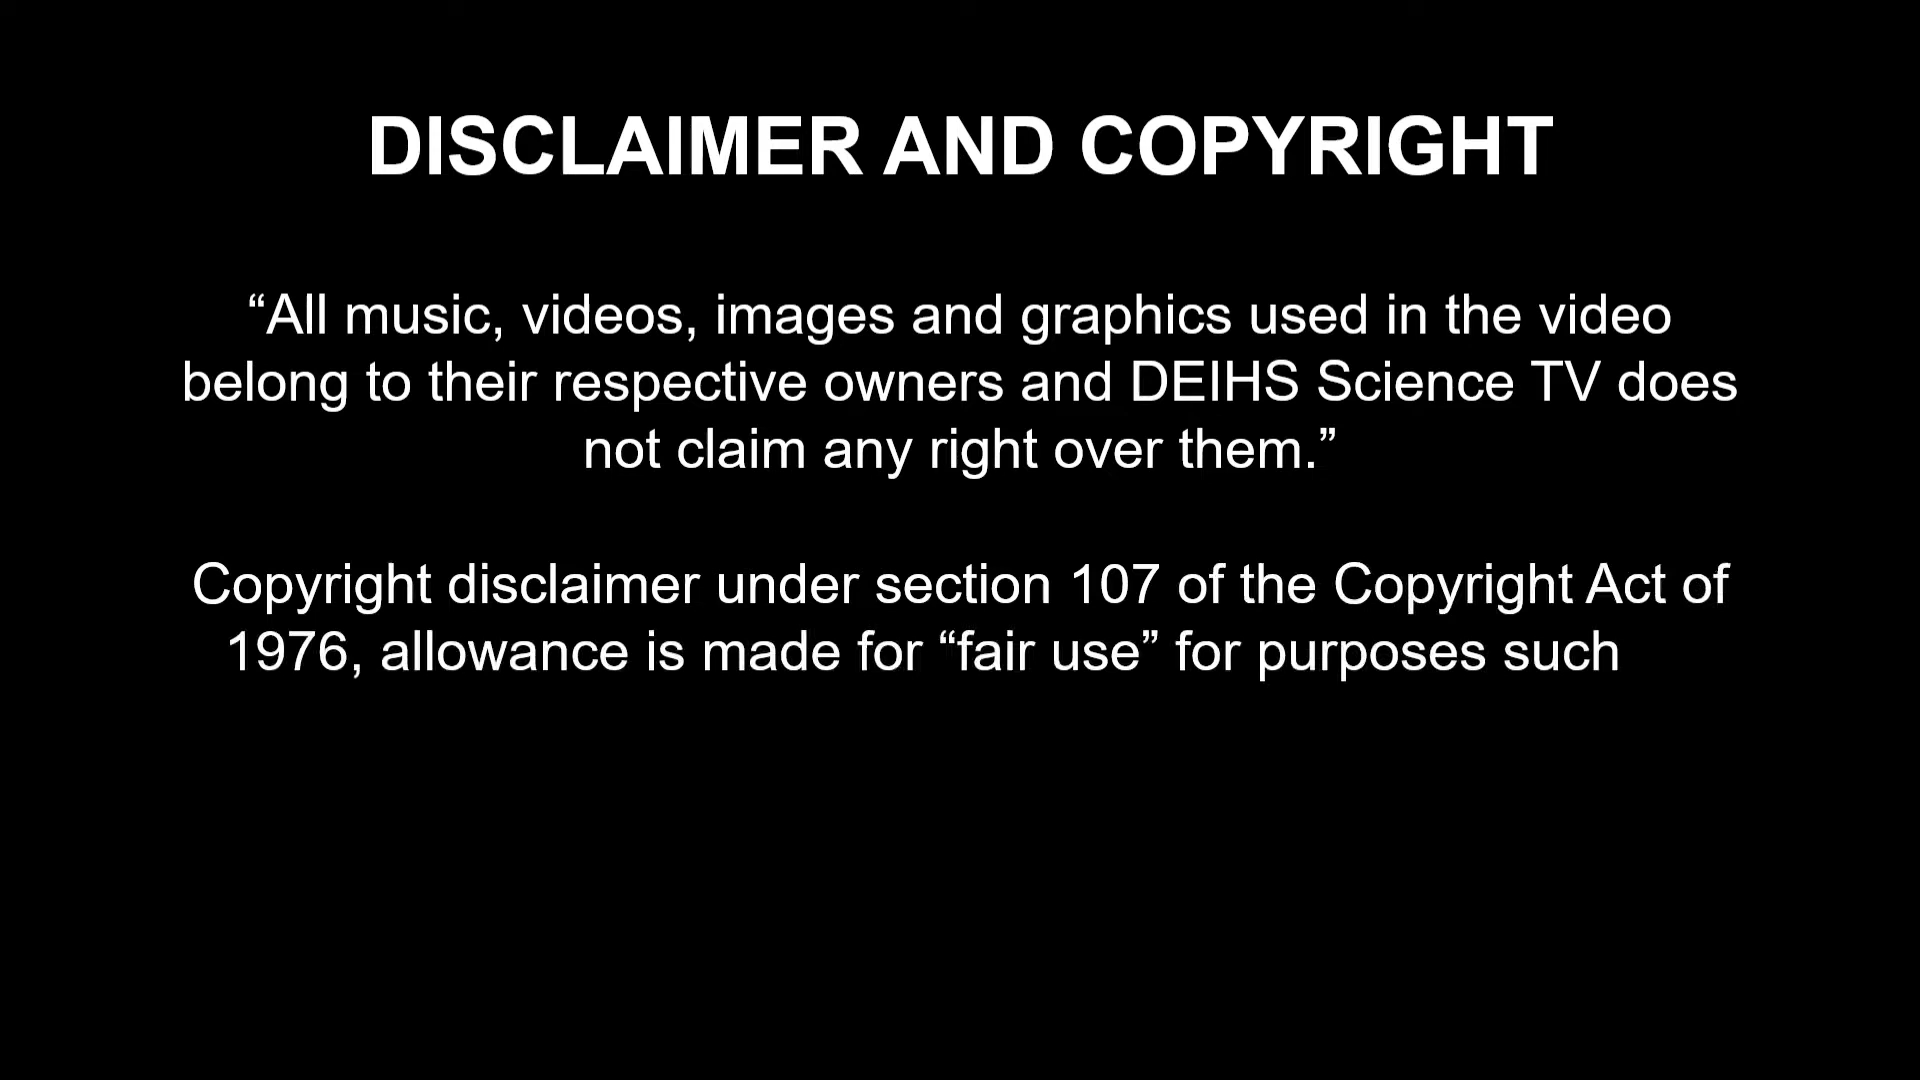 DISCLAIMER AND COPYRIGHT
“All music, videos, images and graphics used in the video
belong to their respective owners and DEIHS Science TV does
not claim any right over them.”
Copyright disclaimer under section 107 of the Copyright Act of
1976, allowance is made for “fair use” for purposes such